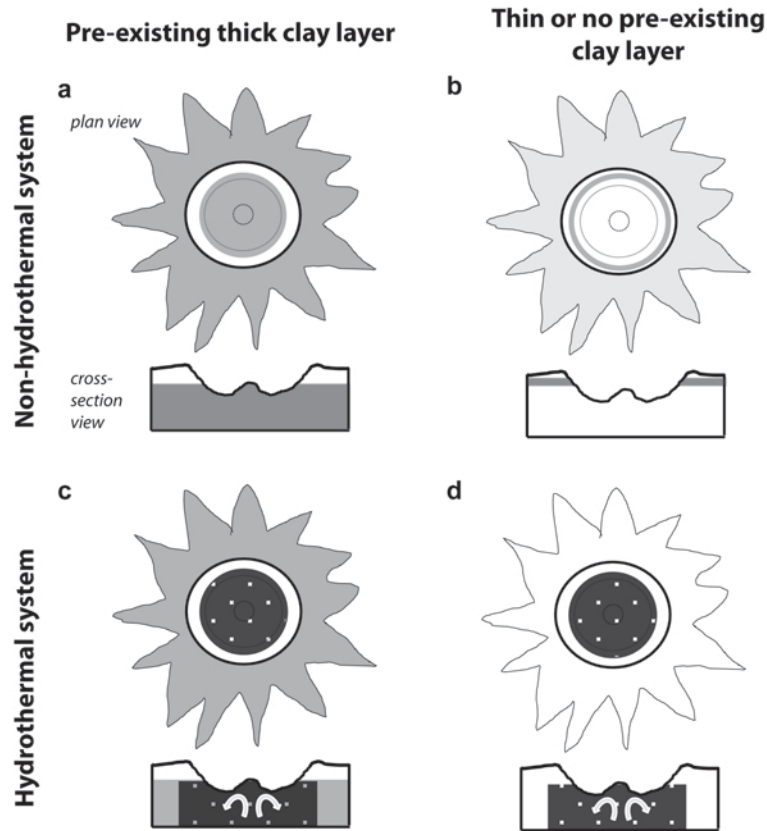 Pre-existing thick clay layer
Thin or no pre-existing
clay layer
Non-hydrothermal system
a
plan view
b
cross-
section
view
Hydrothermal system
c
d